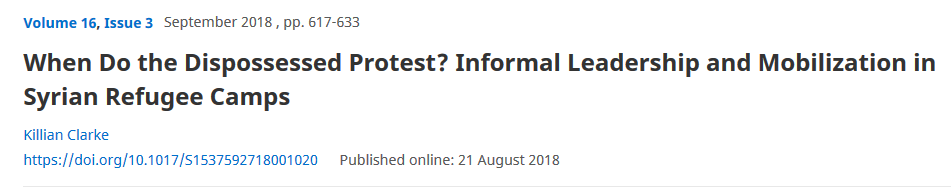 Volume 16, Issue 3 September 2018 , pp. 617-633
When Do the Dispossessed Protest? Informal Leadership and Mobilization in
Syrian Refugee Camps
Killian Clarke
https://doi.org/10.1017/S1537592718001020 Published online: 21 August 2018